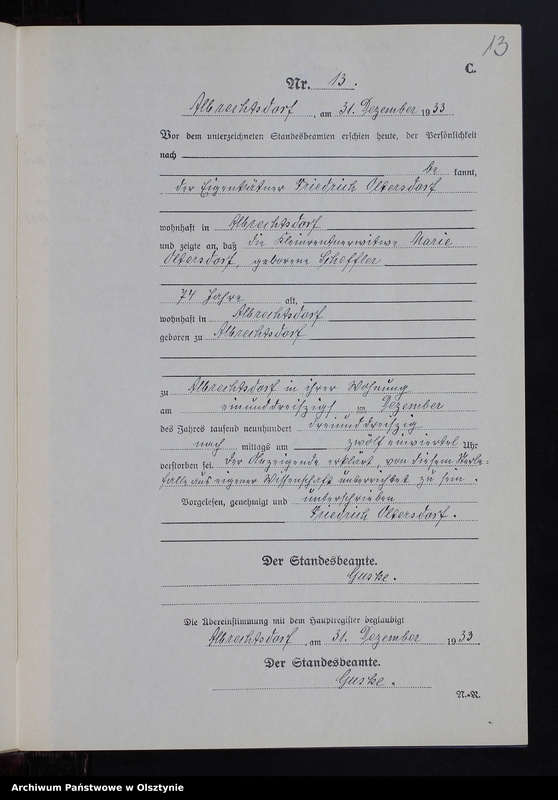 13
C.
Nr. 13.
Albrechtsdorf, am 31. Dezember 1933
Vor dem unterzeichneten Standesbeamten erschien heute, der Persönlichkeit
nach
be kannt,
der Eigenkätner Friedrich Oltersdorf
wohnhaft in Albrechtsdorf
und zeigte an, daß die Kleinrentnerwitwe Marie
Oltersdorf, geborene Scheffler
74 Jahre alt,
wohnhaft in Albrechtsdorf
geboren zu Albrechtsdorf
zu Albrechtsdorf in ihrer Wohnung
am einunddreißigsten Dezember
des Jahres tausend neunhundert dreiunddreißig
nach mittags um zwölf einviertel Uhr
verstorben sei. Der Anzeigende erklärt, von diesem Sterbe-
falle aus eigener Wissenschaft unterrichtet zu sein.
Vorgelesen, genehmigt und unterschrieben
Friedrich Oltersdorf.
Der Standesbeamte.
Guske.
Die Übereinstimmung mit dem Hauptregister beglaubigt
Albrechtsdorf, am 31. Dezember 1933
Der Standesbeamte.
Guske.
N.-R.
Archiwum Państwowe w Olsztynie